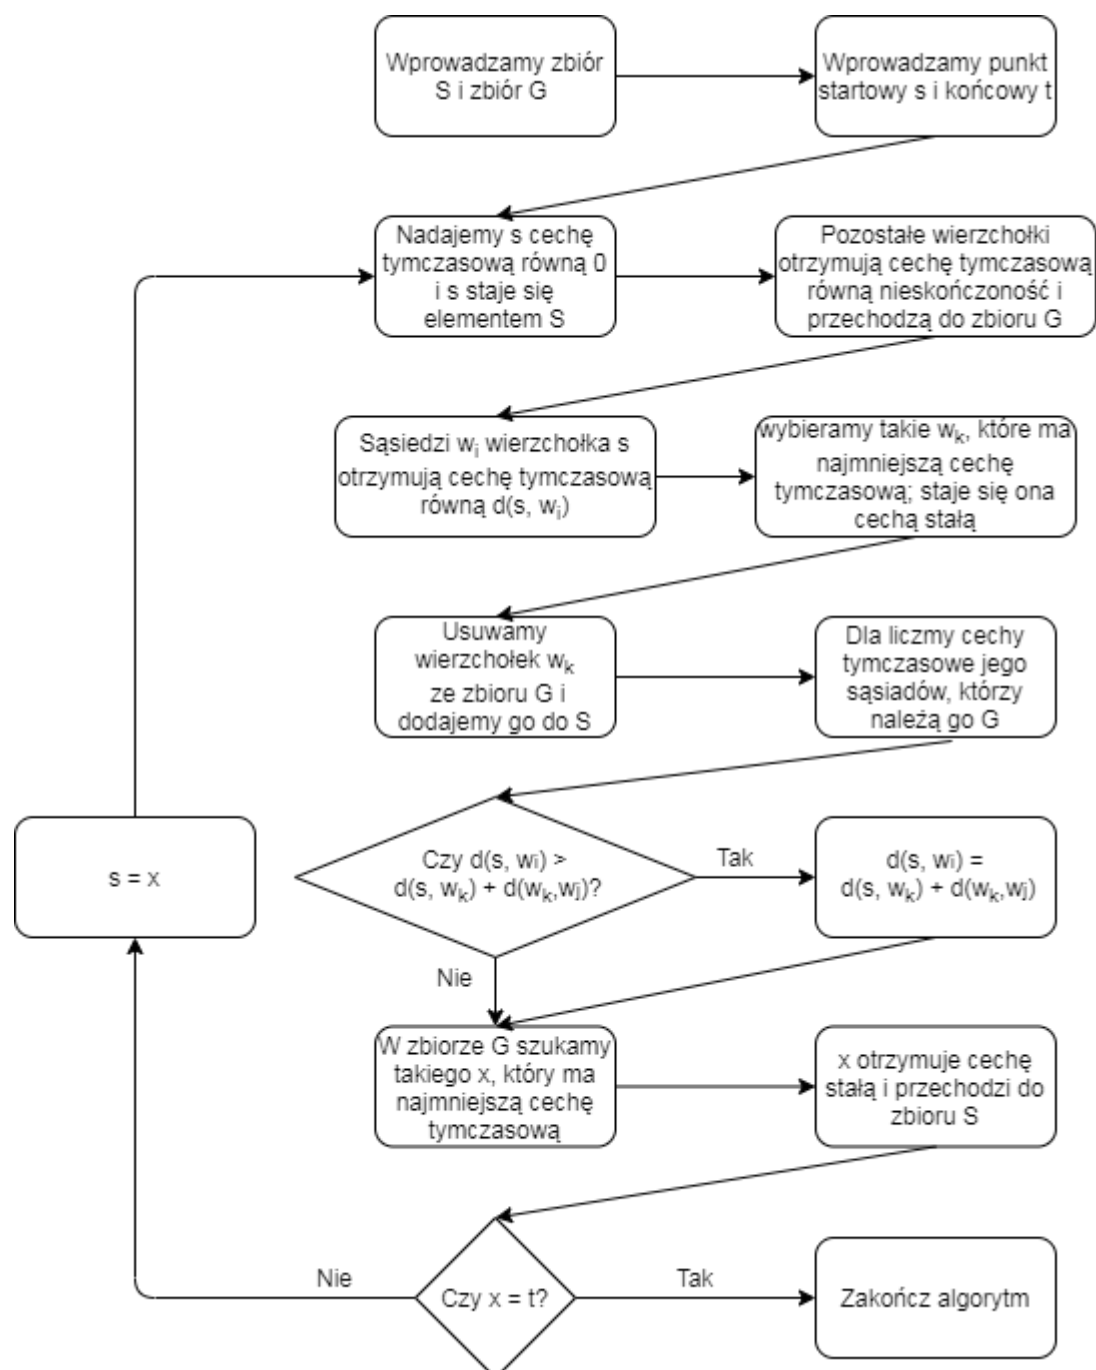 Wprowadzamy zbiór
S i zbiór G
Wprowadzamy punkt
startowy s i końcowy t
Nadajemy s cechę
tymczasową równą 0
i s staje się
elementem S
Pozostałe wierzchołki
otrzymują cechę tymczasową
równą nieskończoność i
przechodzą do zbioru G
Sąsiedzi wᵢ wierzchołka s
otrzymują cechę tymczasową
równą d(s, wᵢ)
wybieramy takie wₖ, które ma
najmniejszą cechę
tymczasową; staje się ona
cechą stałą
Usuwamy
wierzchołek wₖ
ze zbioru G i
dodajemy go do S
Dla liczmy cechy
tymczasowe jego
sąsiadów, którzy
należą go G
s = x
Czy d(s, wᵢ) >
d(s, wₖ) + d(wₖ,wⱼ)?
Tak
d(s, wᵢ) =
d(s, wₖ) + d(wₖ,wⱼ)
Nie
W zbiorze G szukamy
takiego x, który ma
najmniejszą cechę
tymczasową
x otrzymuje cechę
stałą i przechodzi do
zbioru S
Nie
Czy x = t?
Tak
Zakończ algorytm